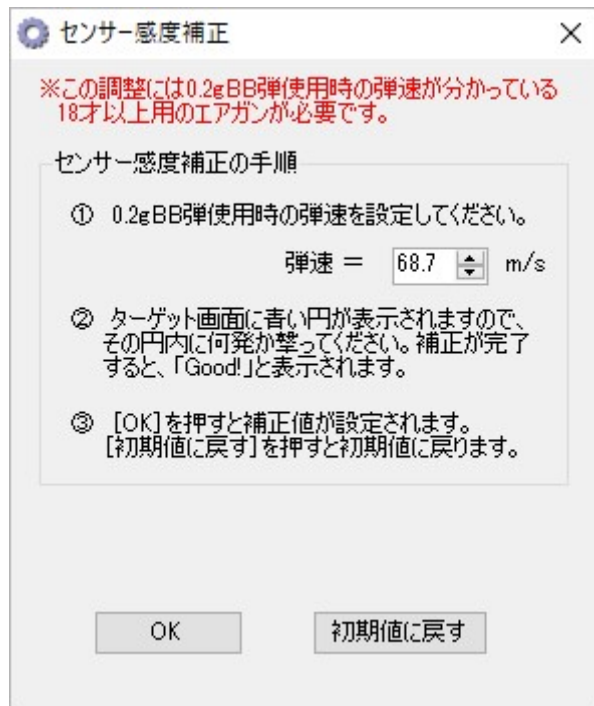 センサー感度補正
※この調整には0.2gBB弾使用時の弾速が分かっている
18才以上用のエアガンが必要です。
センサー感度補正の手順
① 0.2gBB弾使用時の弾速を設定してください。
弾速 = 68.7 m/s
② ターゲット画面に青い円が表示されますので、
その円内に何発か撃ってください。補正が完了
すると、「Good!」と表示されます。
③ [OK]を押すと補正値が設定されます。
[初期値に戻す]を押すと初期値に戻ります。
OK 初期値に戻す